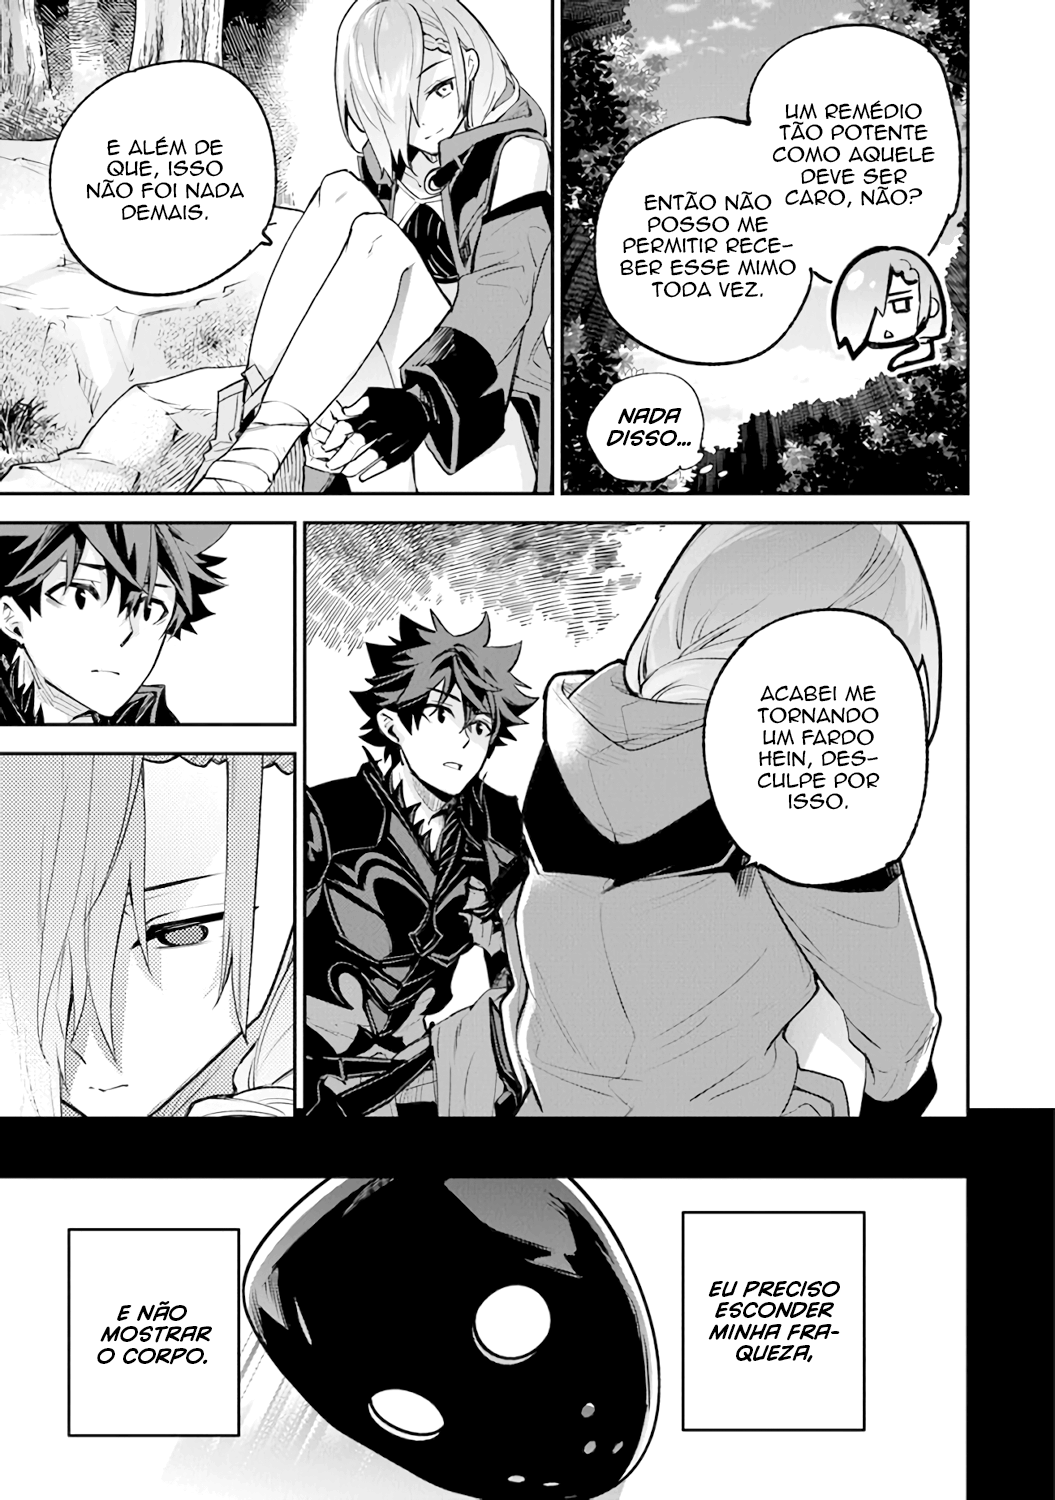 UM REMÉDIO
TÃO POTENTE
COMO AQUELE
DEVE SER
CARO, NÃO?
ENTÃO NÃO
POSSO ME
PERMITIR RECE-
BER ESSE MIMO
TODA VEZ.
NADA
DISSO...
E ALÉM DE
QUE, ISSO
NÃO FOI NADA
DEMAIS.
ACABEI ME
TORNANDO
UM FARDO
HEIN, DES-
CULPE POR
ISSO.
EU PRECISO
ESCONDER
MINHA FRA-
QUEZA,
E NÃO
MOSTRAR
O CORPO.